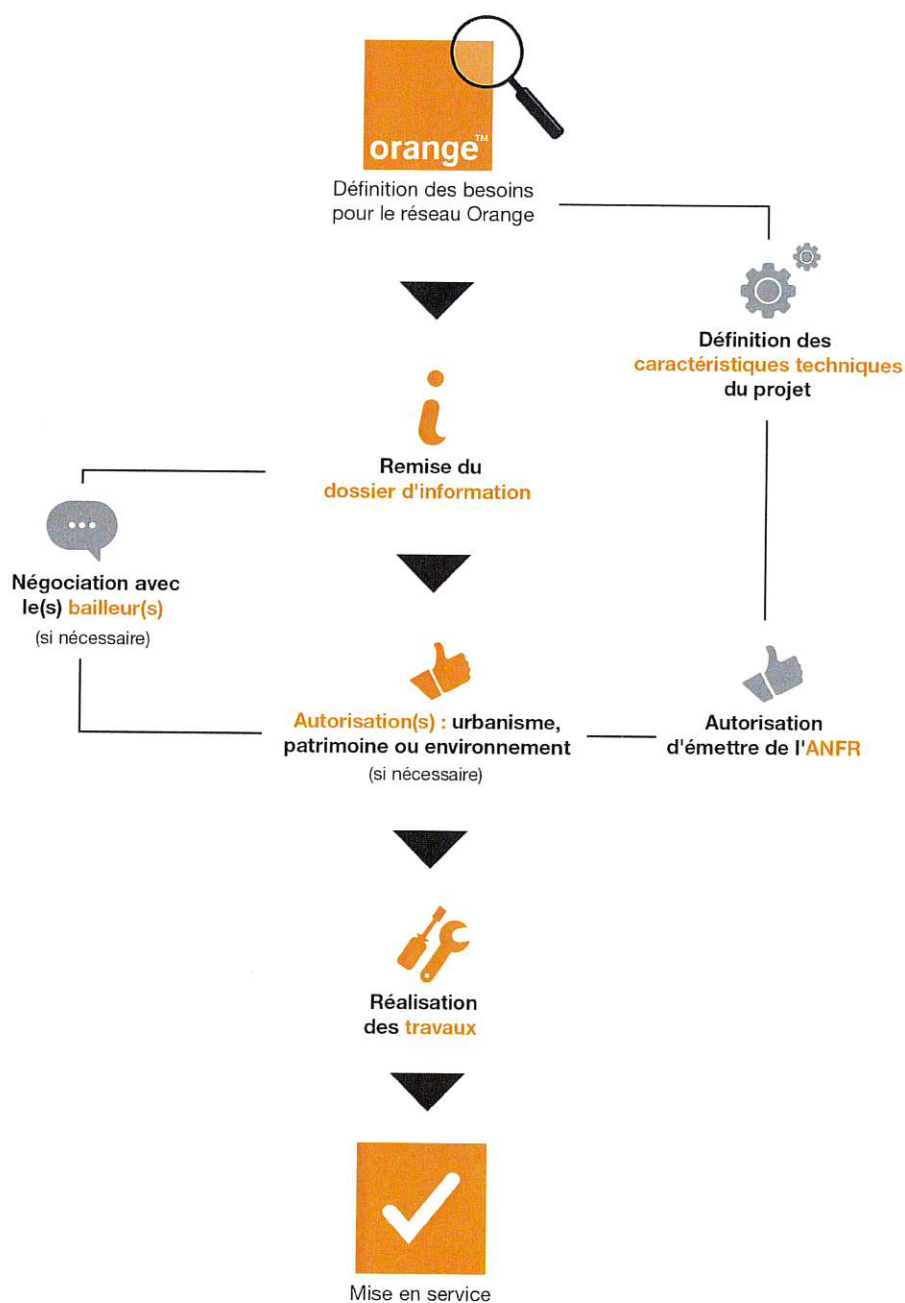 orange™
Définition des besoins
pour le réseau Orange
Définition des
caractéristiques techniques
du projet
Remise du
dossier d'information
Négociation avec
le(s) bailleur(s)
(si nécessaire)
Autorisation(s) : urbanisme,
patrimoine ou environnement
(si nécessaire)
Autorisation
d'émettre de l'ANFR
Réalisation
des travaux
Mise en service